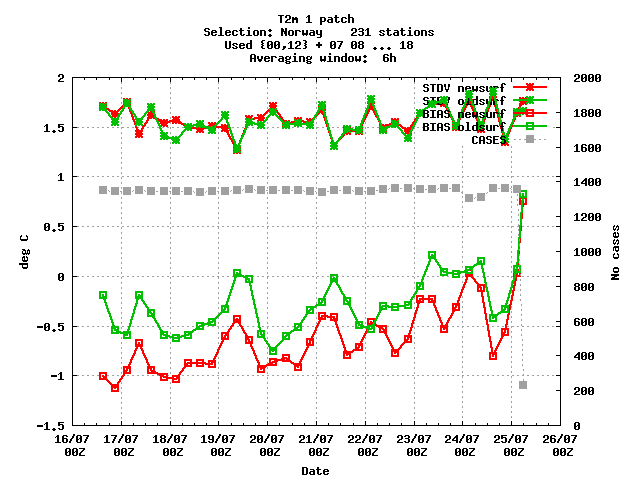 T2m 1 patch
Selection: Norway    231 stations
Used {00,12} + 07 08 ... 18
Averaging window:  6h
2
1.5
1
0.5
0
-0.5
-1
-1.5
deg C
2000
1800
1600
1400
1200
1000
800
600
400
200
0
No cases
STDV newsurf
STDV oldsurf
BIAS newsurf
BIAS oldsurf
CASES
16/07 17/07 18/07 19/07 20/07 21/07 22/07 23/07 24/07 25/07 26/07
00Z 00Z 00Z 00Z 00Z 00Z 00Z 00Z 00Z 00Z 00Z
Date